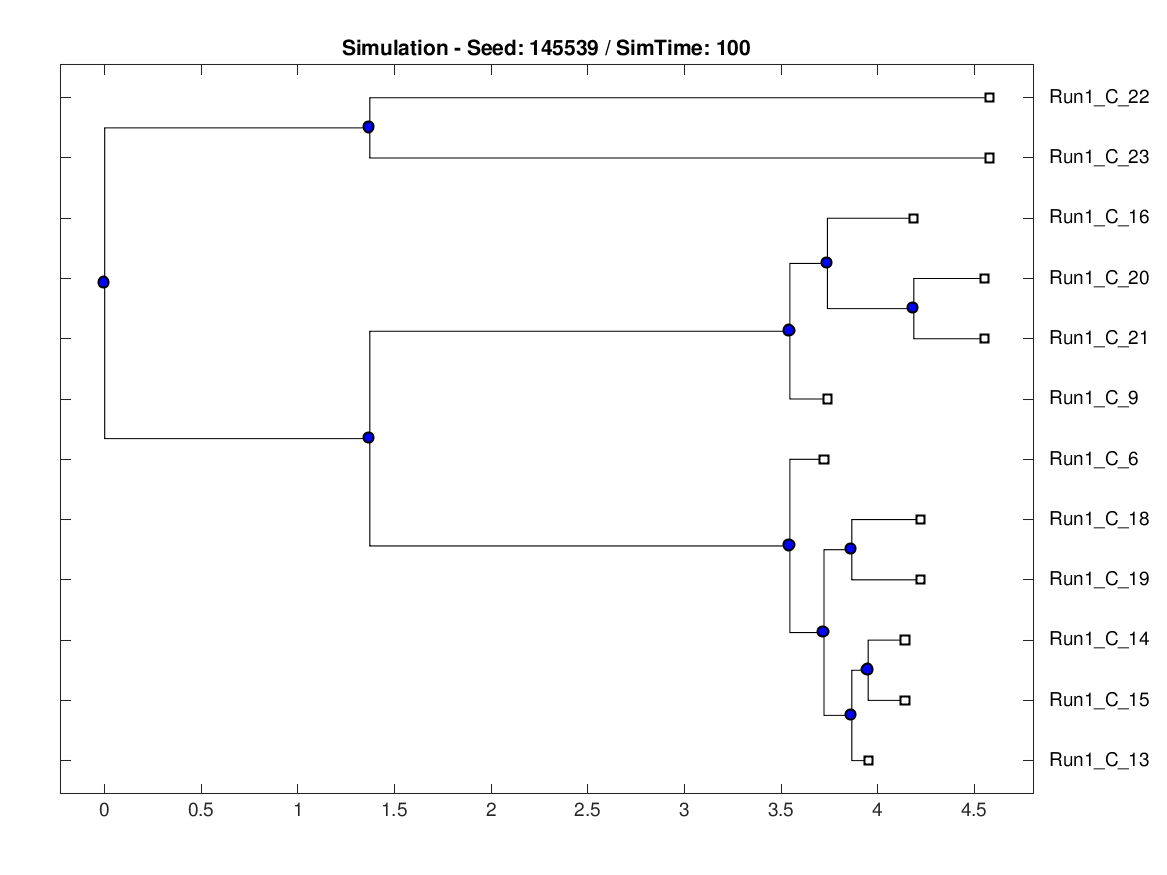 Simulation - Seed: 145539 / SimTime: 100
Run1_C_22
Run1_C_23
Run1_C_16
Run1_C_20
Run1_C_21
Run1_C_9
Run1_C_6
Run1_C_18
Run1_C_19
Run1_C_14
Run1_C_15
Run1_C_13
0 0.5 1 1.5 2 2.5 3 3.5 4 4.5